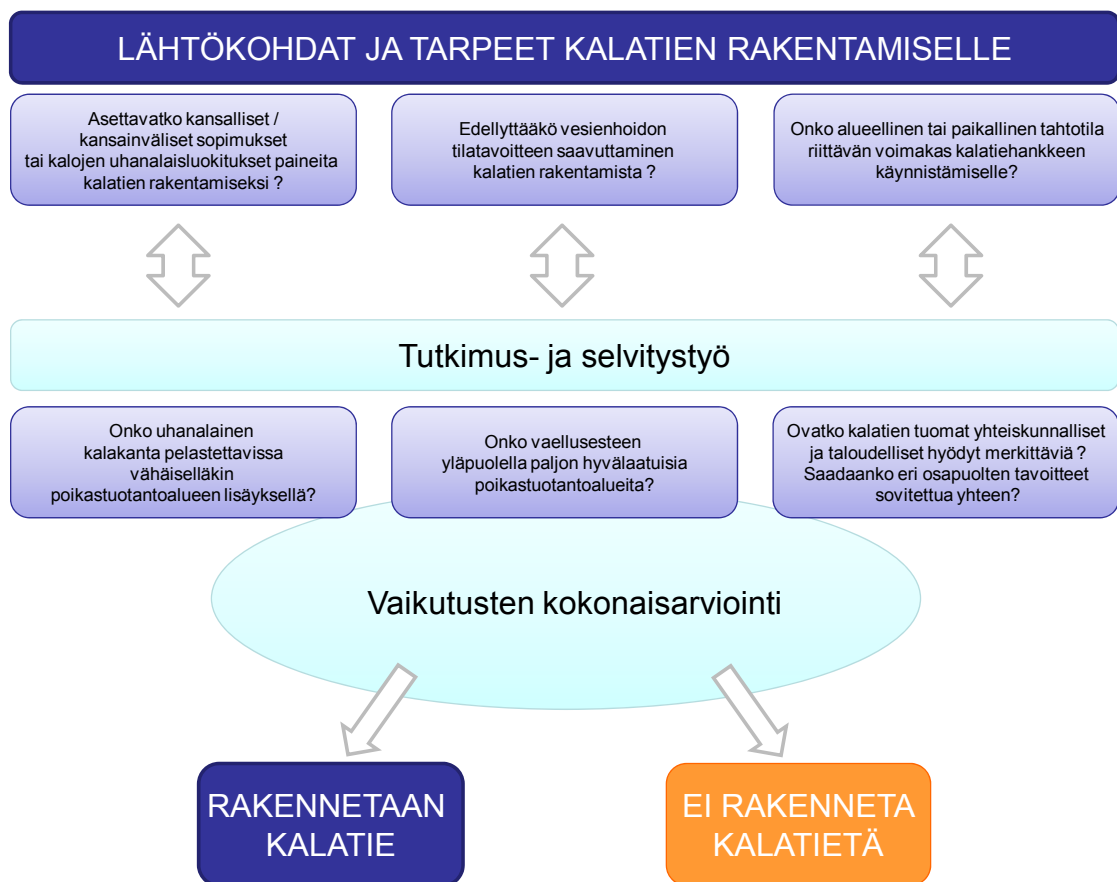 LÄHTÖKOHDAT JA TARPEET KALATIEN RAKENTAMISELLE
Asettavatko kansalliset /
kansainväliset sopimukset
tai kalojen uhanalaisluokitukset paineita
kalatien rakentamiseksi ?
Edellyttääkö vesienhoidon
tilatavoitteen saavuttaminen
kalatien rakentamista ?
Onko alueellinen tai paikallinen tahtotila
riittävän voimakas kalatiehankkeen
käynnistämiselle?
Tutkimus- ja selvitystyö
Onko uhanalainen
kalakanta pelastettavissa
vähäiselläkin
poikastuotantoalueen lisäyksellä?
Onko vaellusesteen
yläpuolella paljon hyvälaatuisia
poikastuotantoalueita?
Ovatko kalatien tuomat yhteiskunnalliset
ja taloudelliset hyödyt merkittäviä ?
Saadaanko eri osapuolten tavoitteet
sovitettua yhteen?
Vaikutusten kokonaisarviointi
RAKENNETAAN
KALATIE
EI RAKENNETA
KALATIETÄ